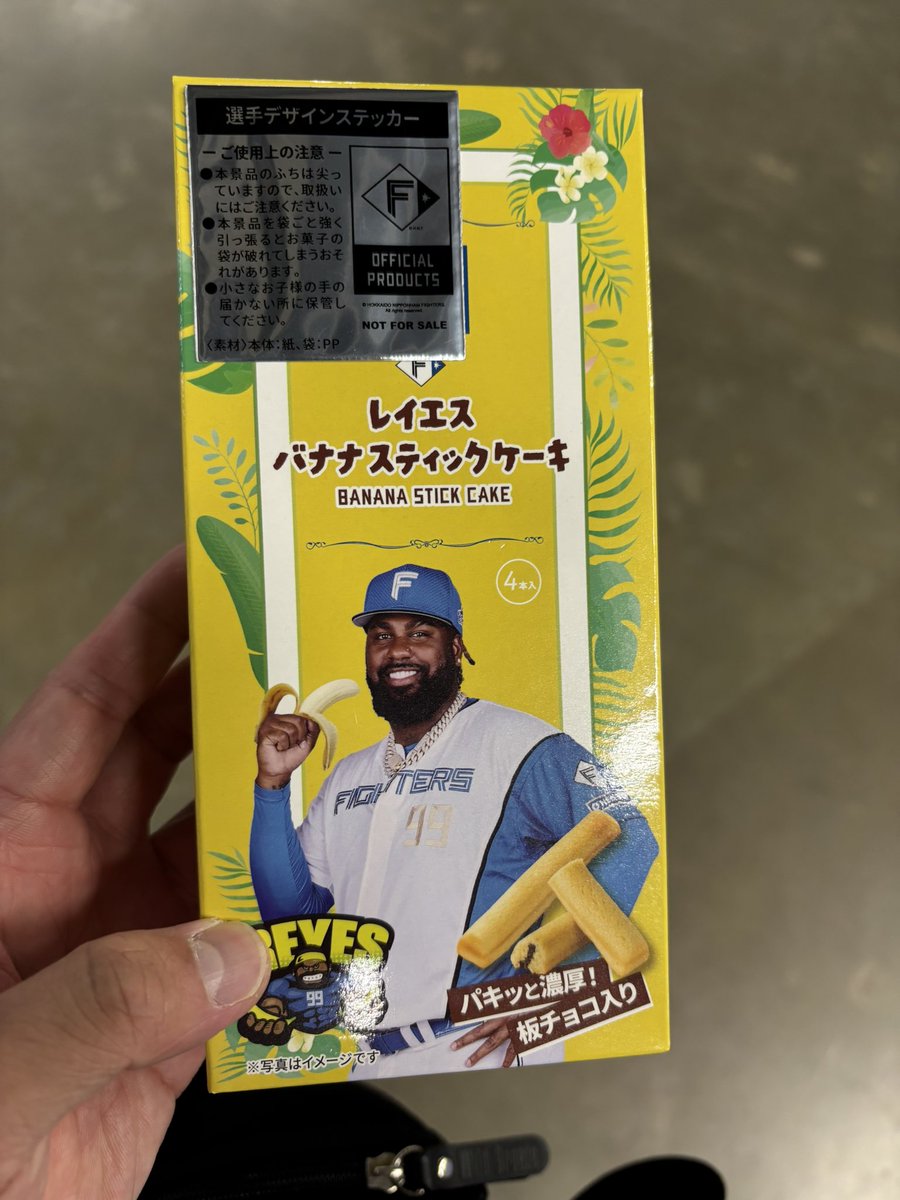 選手デザインステッカー
ー ご使用上の注意 ー
●本景品のふちは尖っ
ていますので、取扱い
にはご注意ください。
●本景品を袋ごと強く
引っ張るとお菓子の
袋が破れてしまうおそ
れがあります。
●小さなお子様の手の
届かない所に保管し
てください。
〈素材〉本体:紙、袋:PP
F
OFFICIAL
PRODUCTS
© HOKKAIDO NIPPONHAM FIGHTERS
All rights reserved.
NOT FOR SALE
レイエス
バナナスティックケーキ
BANANA STICK CAKE
4本入
F
FIGHTERS
99
REYES
99
パキッと濃厚!
板チョコ入り
※写真はイメージです